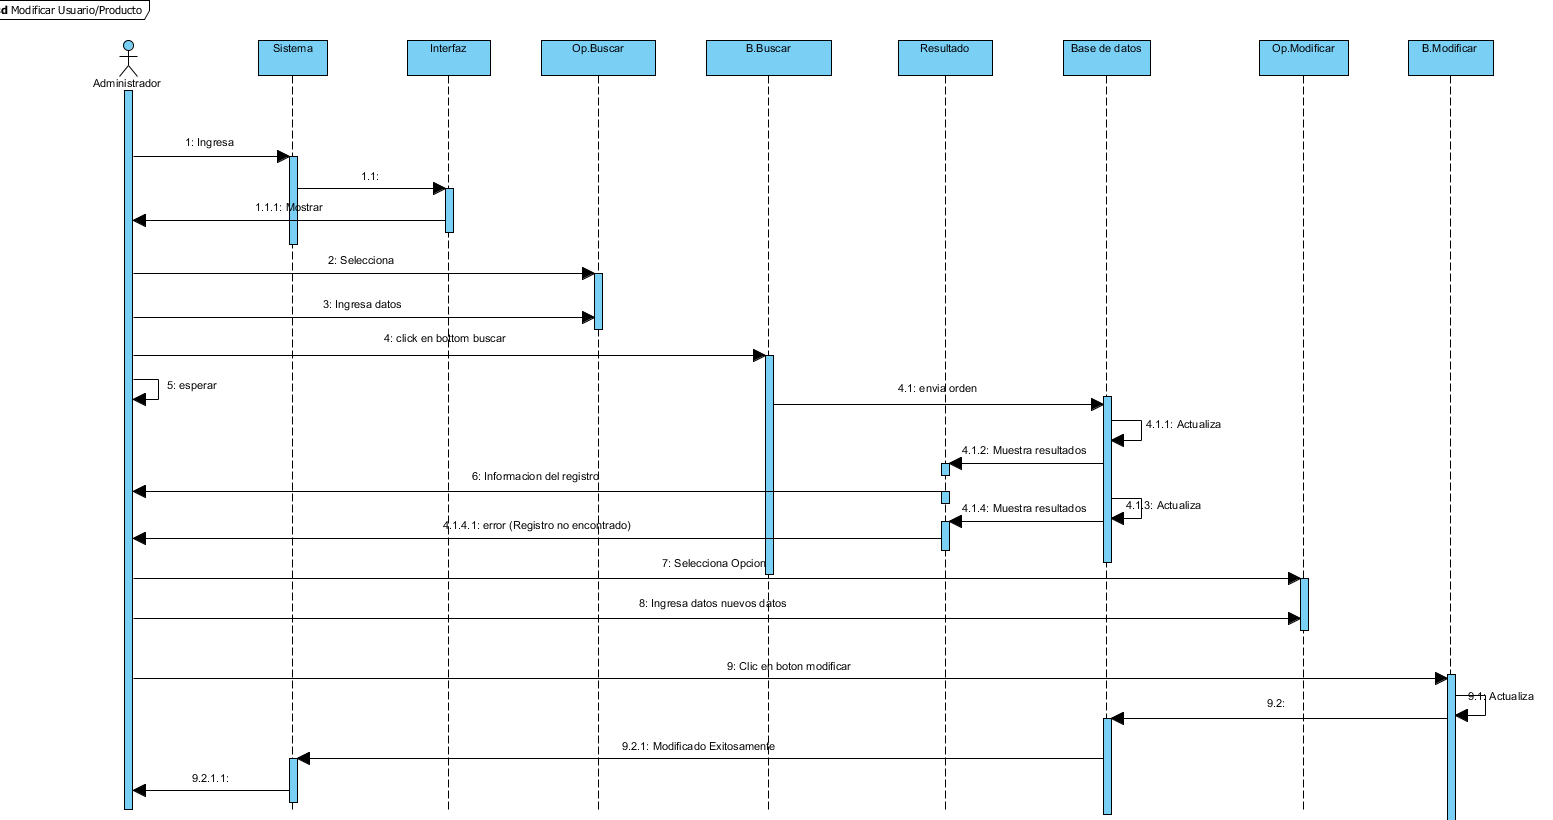 d Modificar Usuario/Producto
Sistema
Interfaz
Op.Buscar
B.Buscar
Resultado
Base de datos
Op.Modificar
B.Modificar
Administrador
1: Ingresa
1.1:
1.1.1: Mostrar
2: Selecciona
3: Ingresa datos
4: click en bottom buscar
5: esperar
4.1: envia orden
4.1.1: Actualiza
4.1.2: Muestra resultados
6: Informacion del registro
4.1.3: Actualiza
4.1.4: Muestra resultados
4.1.4.1: error (Registro no encontrado)
7: Selecciona Opcion
8: Ingresa datos nuevos datos
9: Clic en boton modificar
9.1: Actualiza
9.2:
9.2.1: Modificado Exitosamente
9.2.1.1: